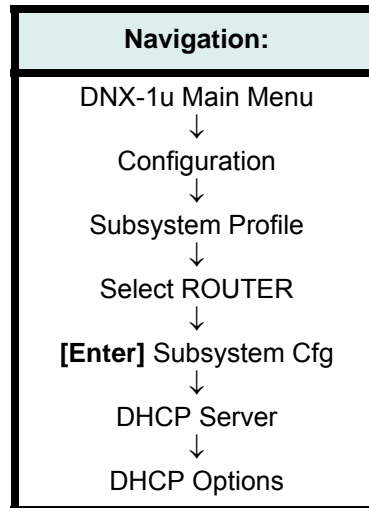 Navigation:
DNX-1u Main Menu
↓
Configuration
↓
Subsystem Profile
↓
Select ROUTER
↓
[Enter] Subsystem Cfg
↓
DHCP Server
↓
DHCP Options